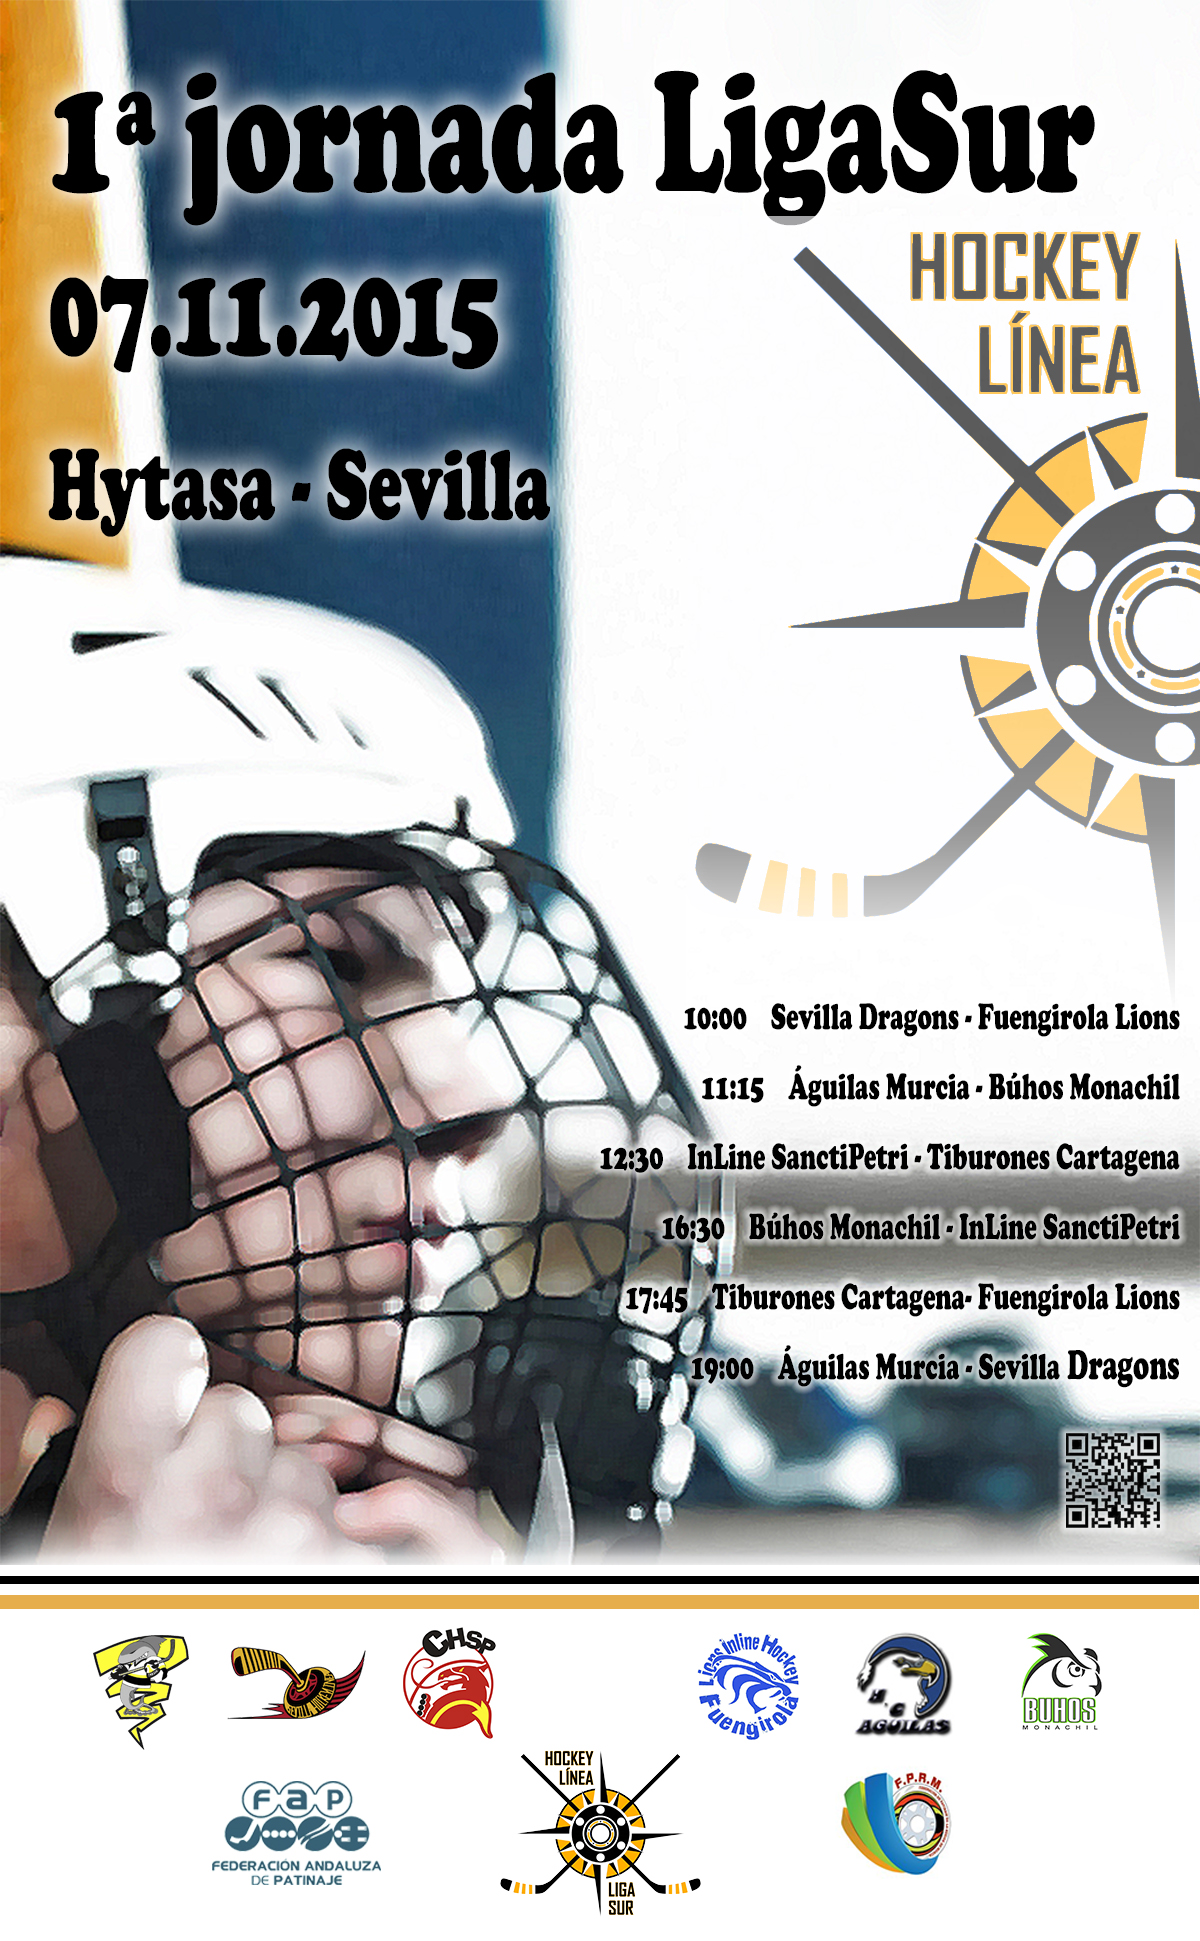 1ª jornada LigaSur
HOCKEY
LÍNEA
07.11.2015
Hytasa - Sevilla
10:00 Sevilla Dragons - Fuengirola Lions
11:15 Águilas Murcia - Búhos Monachil
12:30 InLine SanctiPetri - Tiburones Cartagena
16:30 Búhos Monachil - InLine SanctiPetri
17:45 Tiburones Cartagena- Fuengirola Lions
19:00 Águilas Murcia - Sevilla Dragons
CHSP
Lions Inline Hockey
Fuengirola
H.C
AGUILAS
BUHOS
MONACHIL
FaP
FEDERACIÓN ANDALUZA
DE PATINAJE
HOCKEY
LÍNEA
LIGA
SUR
F.P.R.M.